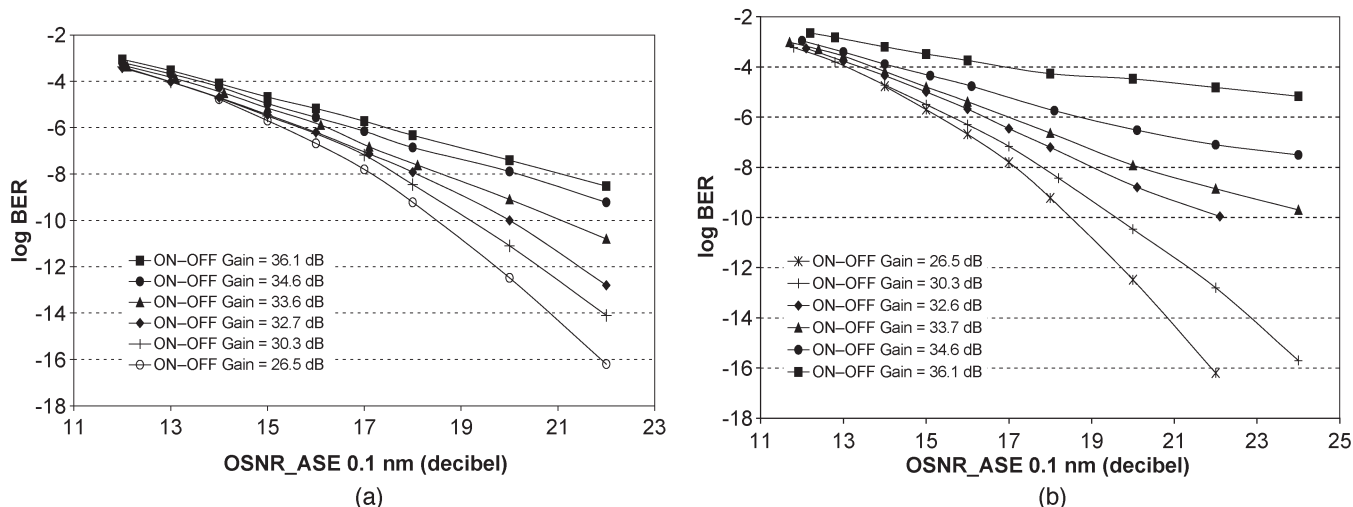 -2
-4
-6
-8
-10
-12
-14
-16
-18
log BER
ON–OFF Gain = 36.1 dB
ON–OFF Gain = 34.6 dB
ON–OFF Gain = 33.6 dB
ON–OFF Gain = 32.7 dB
ON–OFF Gain = 30.3 dB
ON–OFF Gain = 26.5 dB
11 13 15 17 19 21 23
OSNR_ASE 0.1 nm (decibel)
(a)
-2
-4
-6
-8
-10
-12
-14
-16
-18
log BER
ON–OFF Gain = 26.5 dB
ON–OFF Gain = 30.3 dB
ON–OFF Gain = 32.6 dB
ON–OFF Gain = 33.7 dB
ON–OFF Gain = 34.6 dB
ON–OFF Gain = 36.1 dB
11 13 15 17 19 21 23 25
OSNR_ASE 0.1 nm (decibel)
(b)